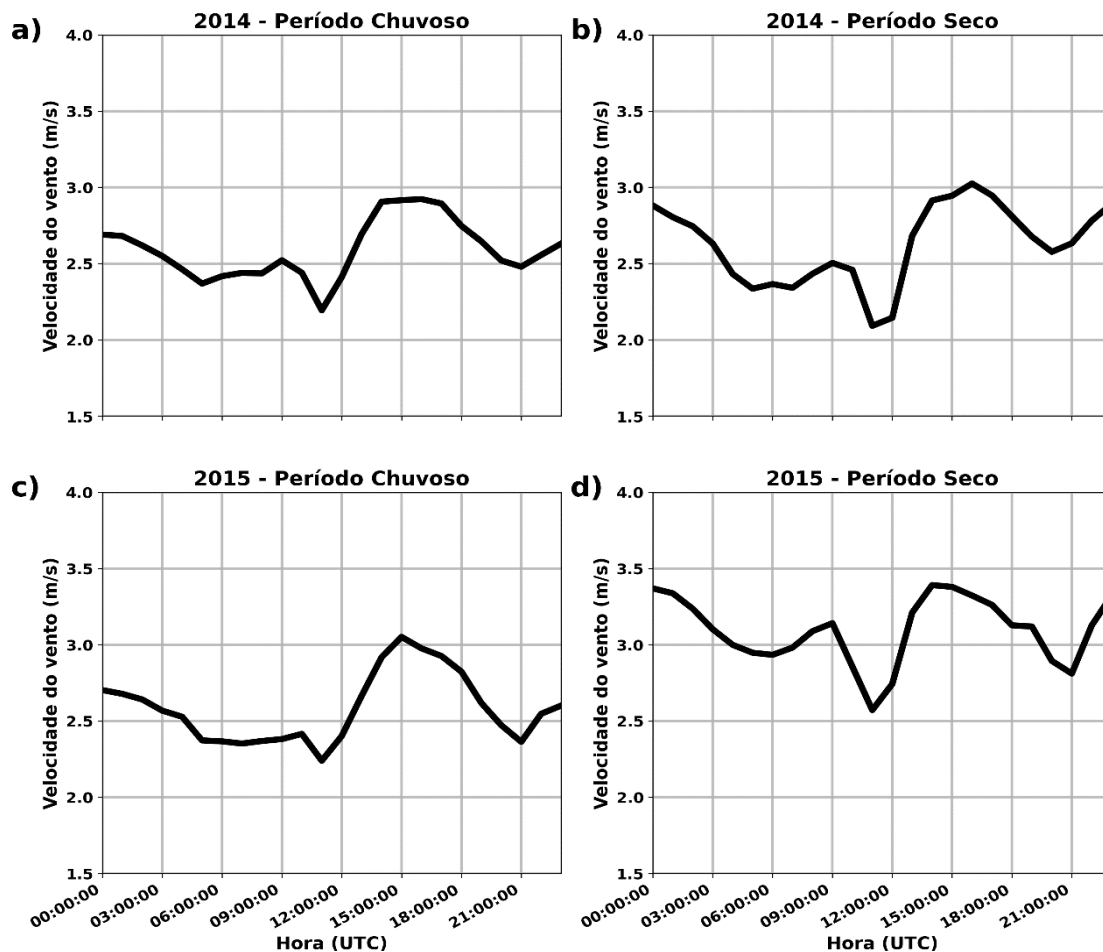 a)
2014 - Período Chuvoso
4.0
3.5
3.0
2.5
2.0
1.5
Velocidade do vento (m/s)
b)
2014 - Período Seco
4.0
3.5
3.0
2.5
2.0
1.5
Velocidade do vento (m/s)
c)
2015 - Período Chuvoso
4.0
3.5
3.0
2.5
2.0
1.5
Velocidade do vento (m/s)
00:00:00
03:00:00
06:00:00
09:00:00
12:00:00
15:00:00
18:00:00
21:00:00
Hora (UTC)
d)
2015 - Período Seco
4.0
3.5
3.0
2.5
2.0
1.5
Velocidade do vento (m/s)
00:00:00
03:00:00
06:00:00
09:00:00
12:00:00
15:00:00
18:00:00
21:00:00
Hora (UTC)